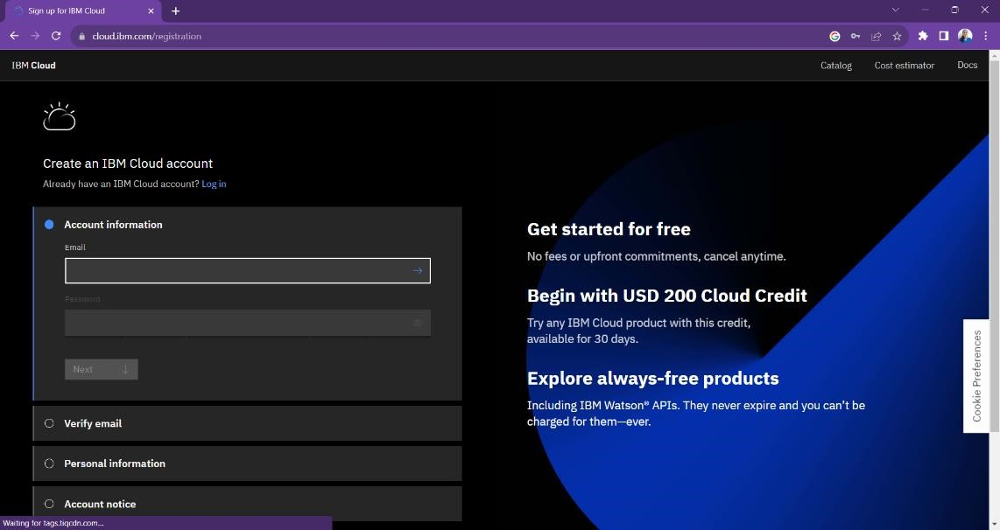 Sign up for IBM Cloud
cloud.ibm.com/registration
IBM Cloud
Catalog
Cost estimator
Docs
Create an IBM Cloud account
Already have an IBM Cloud account? Log in
Account information
Email
Password
Next
Verify email
Personal information
Account notice
Get started for free
No fees or upfront commitments, cancel anytime.
Begin with USD 200 Cloud Credit
Try any IBM Cloud product with this credit,
available for 30 days.
Explore always-free products
Including IBM Watson® APIs. They never expire and you can't be
charged for them—ever.
Cookie Preferences
Waiting for tags.tiqcdn.com...